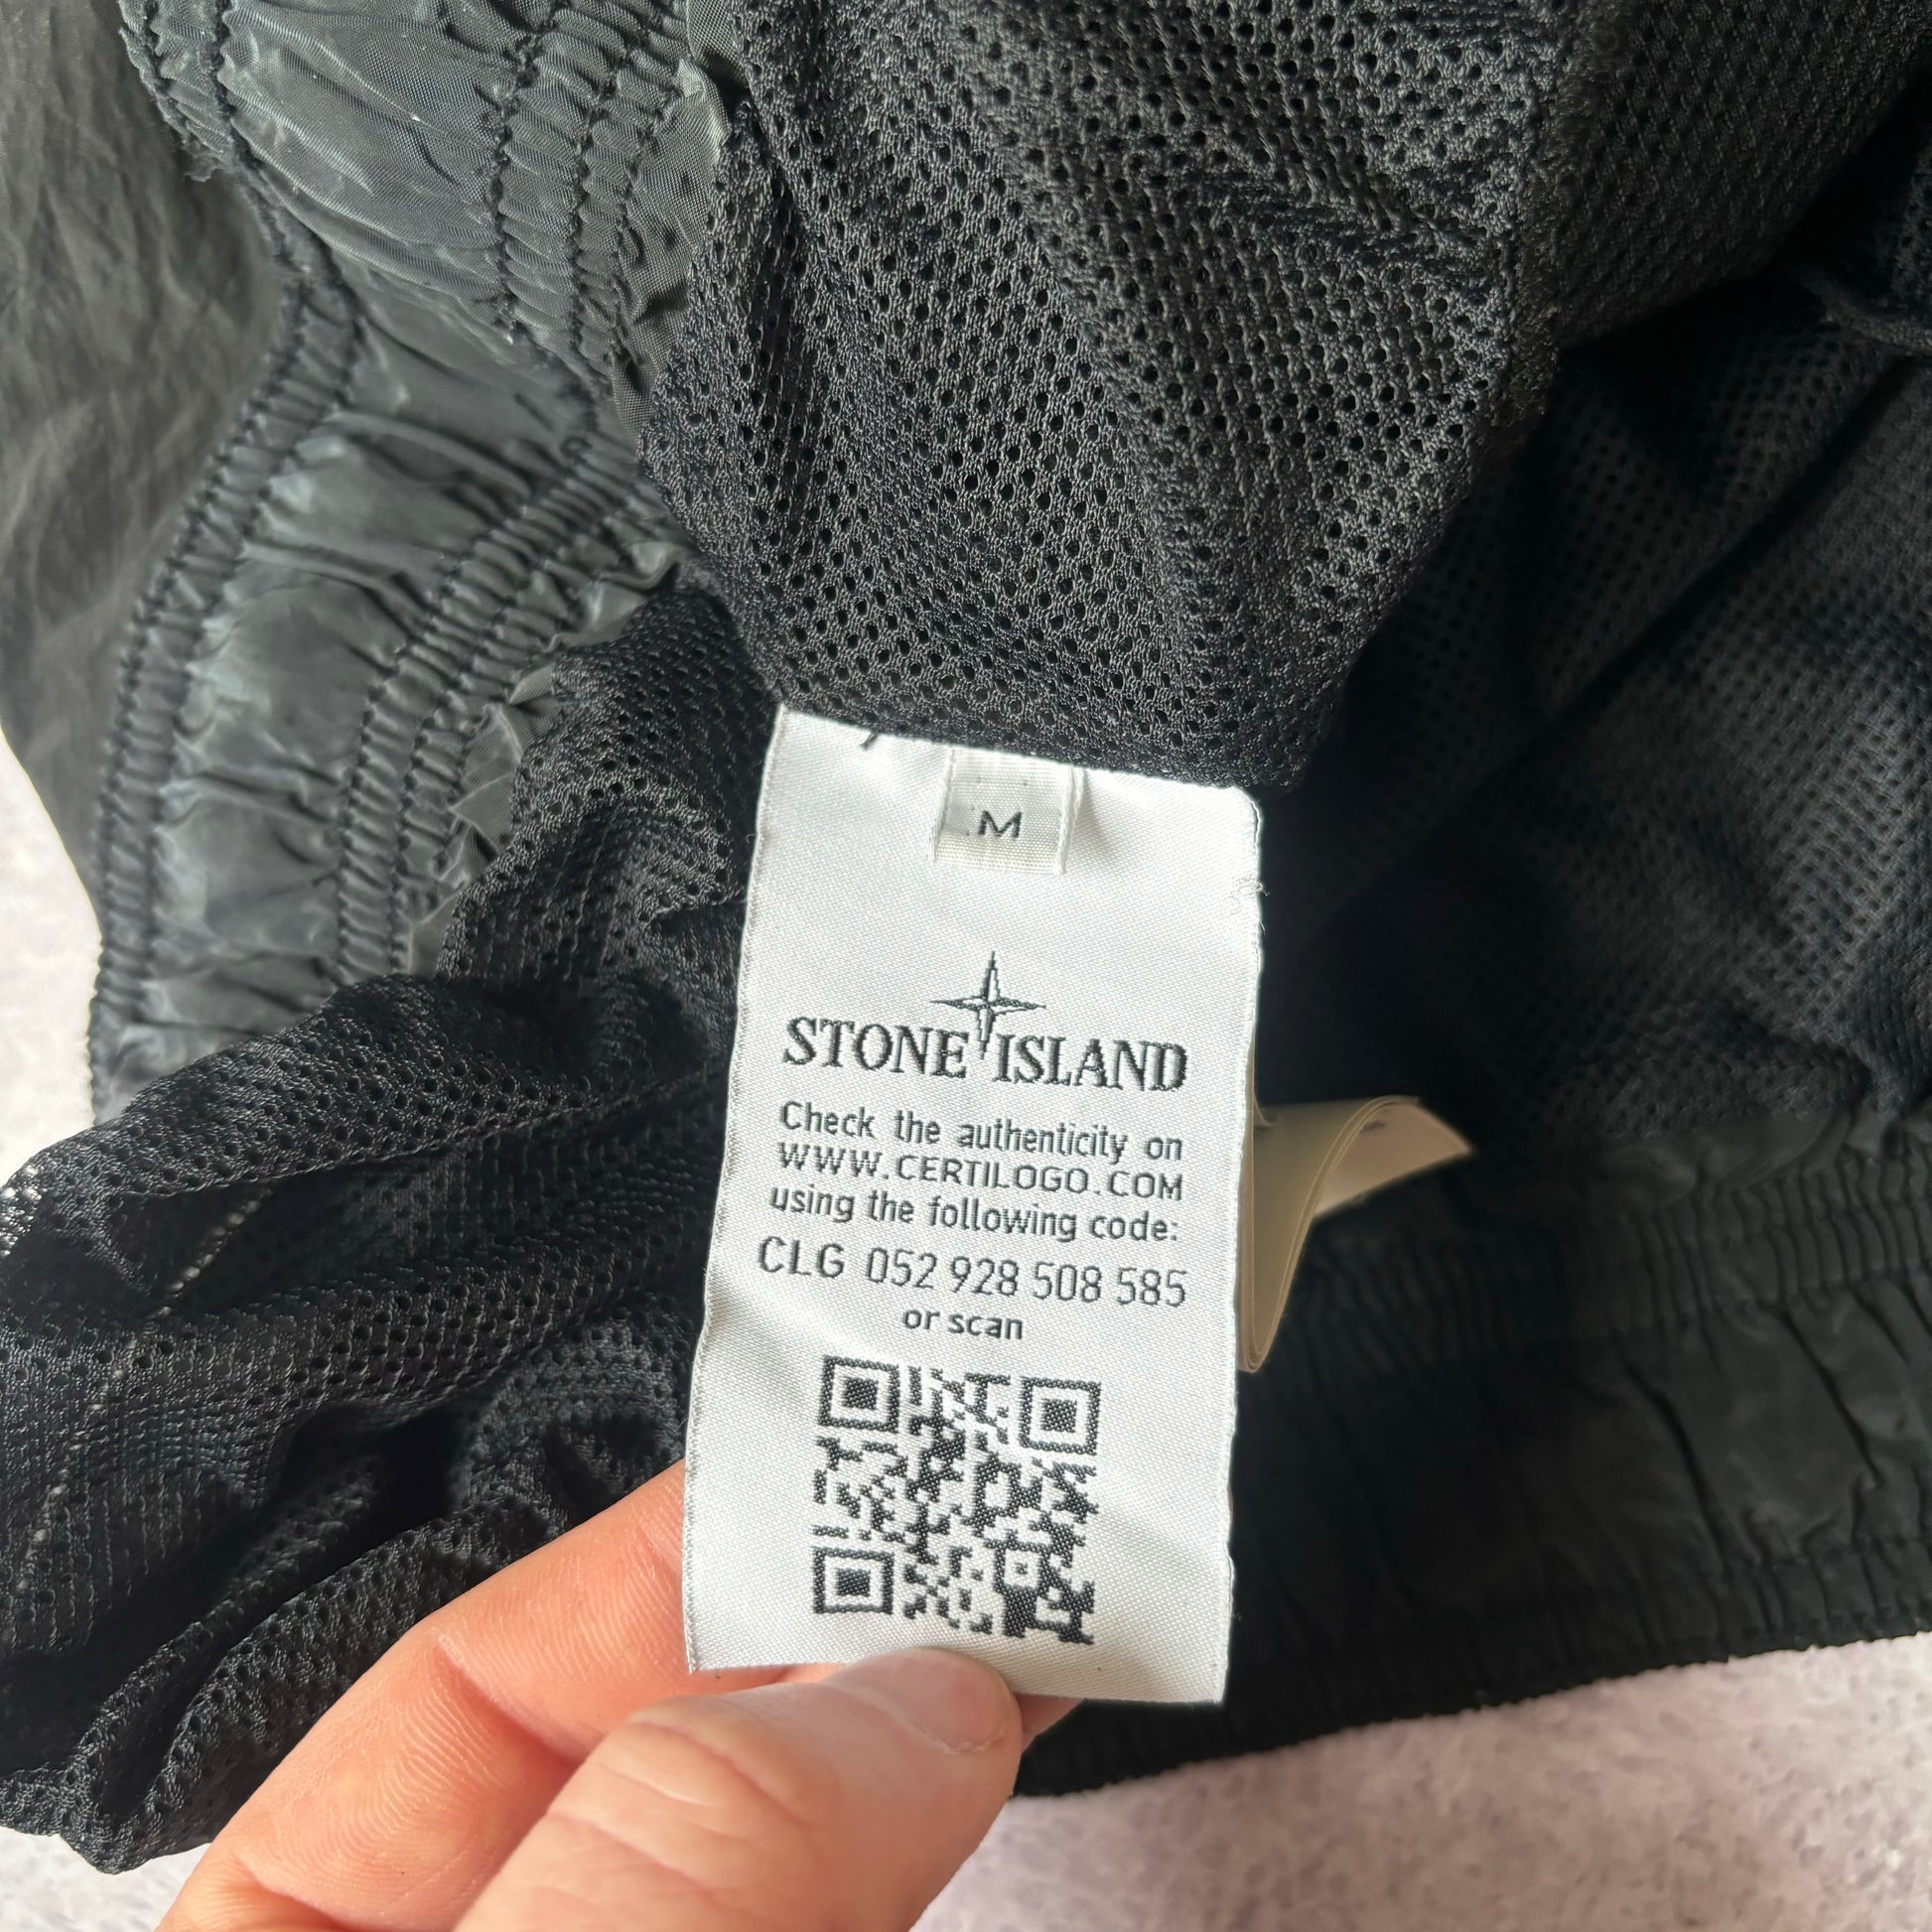 M
STONE ISLAND
Check the authenticity on
WWW.CERTILOGO.COM
using the following code:
CLG 052 928 508 585
or scan